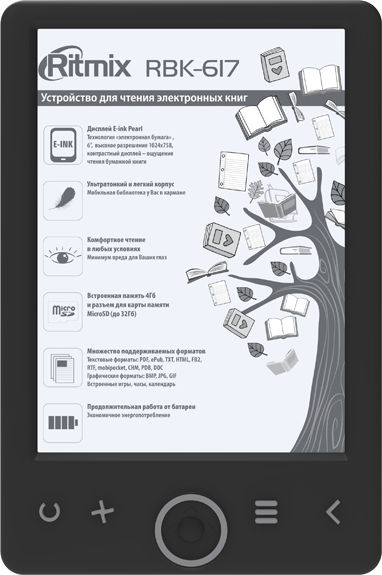 Ritmix RBK-617
Устройство для чтения электронных книг
E-INK
Дисплей E-ink Pearl
Технология «электронная бумага» ,
6", высокое разрешение 1024x758,
контрастный дисплей – ощущение
чтения бумажной книги
Ультратонкий и легкий корпус
Мобильная библиотека у Вас в кармане
Комфортное чтение
в любых условиях
Минимум вреда для Ваших глаз
Micro
SD
Встроенная память 4Гб
и разъем для карты памяти
MicroSD (до 32Гб)
Множество поддерживаемых форматов
Текстовые форматы: PDF, ePub, TXT, HTML, FB2,
RTF, mobipocket, CHM, PDB, DOC
Графические форматы: BMP, JPG, GIF
Встроенные игры, часы, календарь
Продолжительная работа от батареи
Экономичное энергопотребление